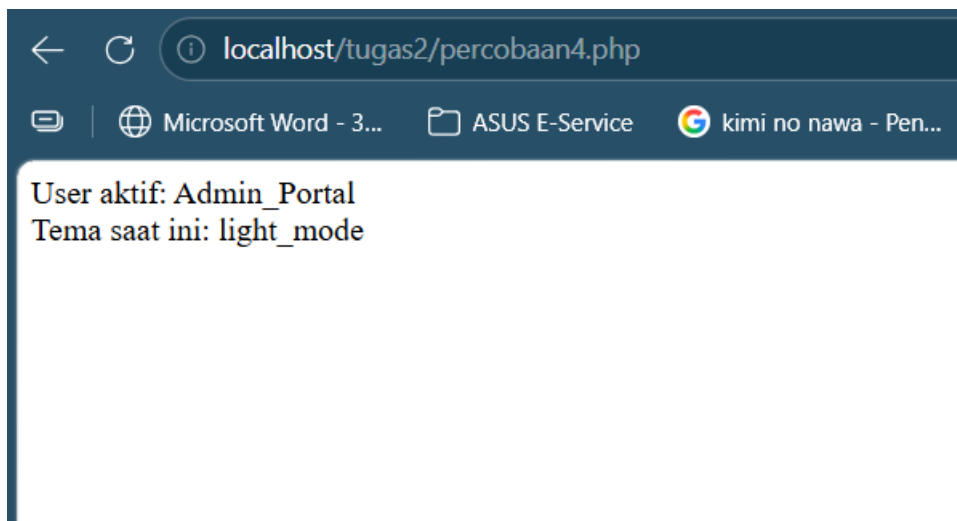 localhost/tugas2/percobaan4.php
Microsoft Word - 3... ASUS E-Service kimi no nawa - Pen...
User aktif: Admin_Portal
Tema saat ini: light_mode